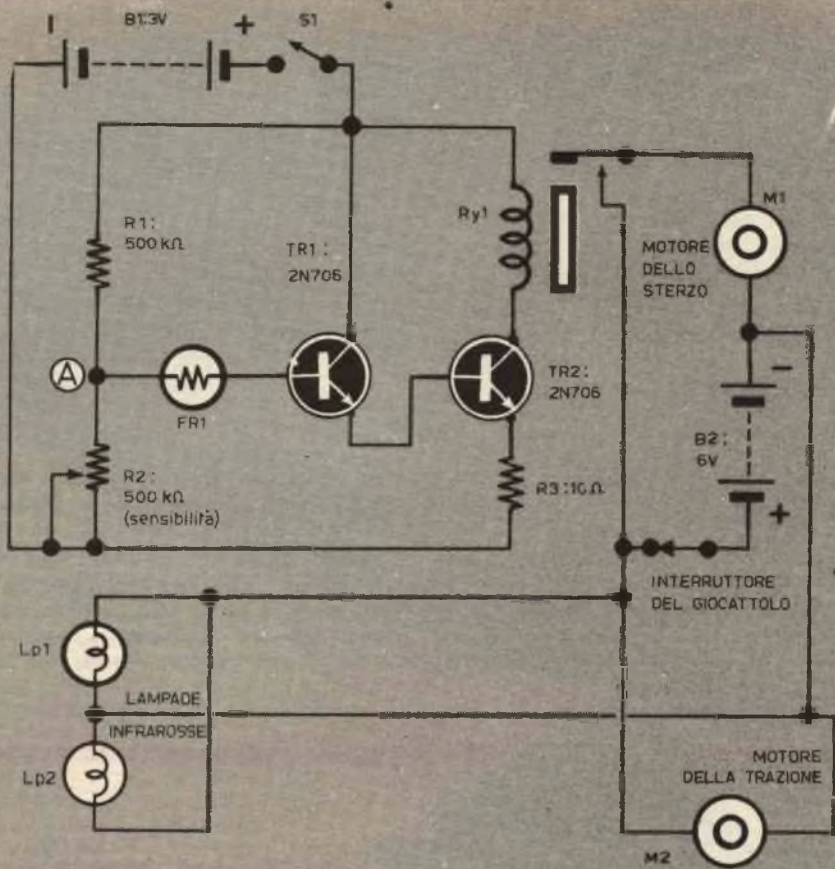 B1:3V
S1
+
R1:
500 kΩ
TR1:
2N706
Ry1
M1
MOTORE
DELLO
STERZO
A
FR1
TR2:
2N706
-
B2:
6V
+
R2:
500 kΩ
(sensibilità)
R3:10Ω
INTERRUTTORE
DEL GIOCATTOLO
Lp1
LAMPADE
INFRAROSSE
Lp2
MOTORE
DELLA TRAZIONE
M2